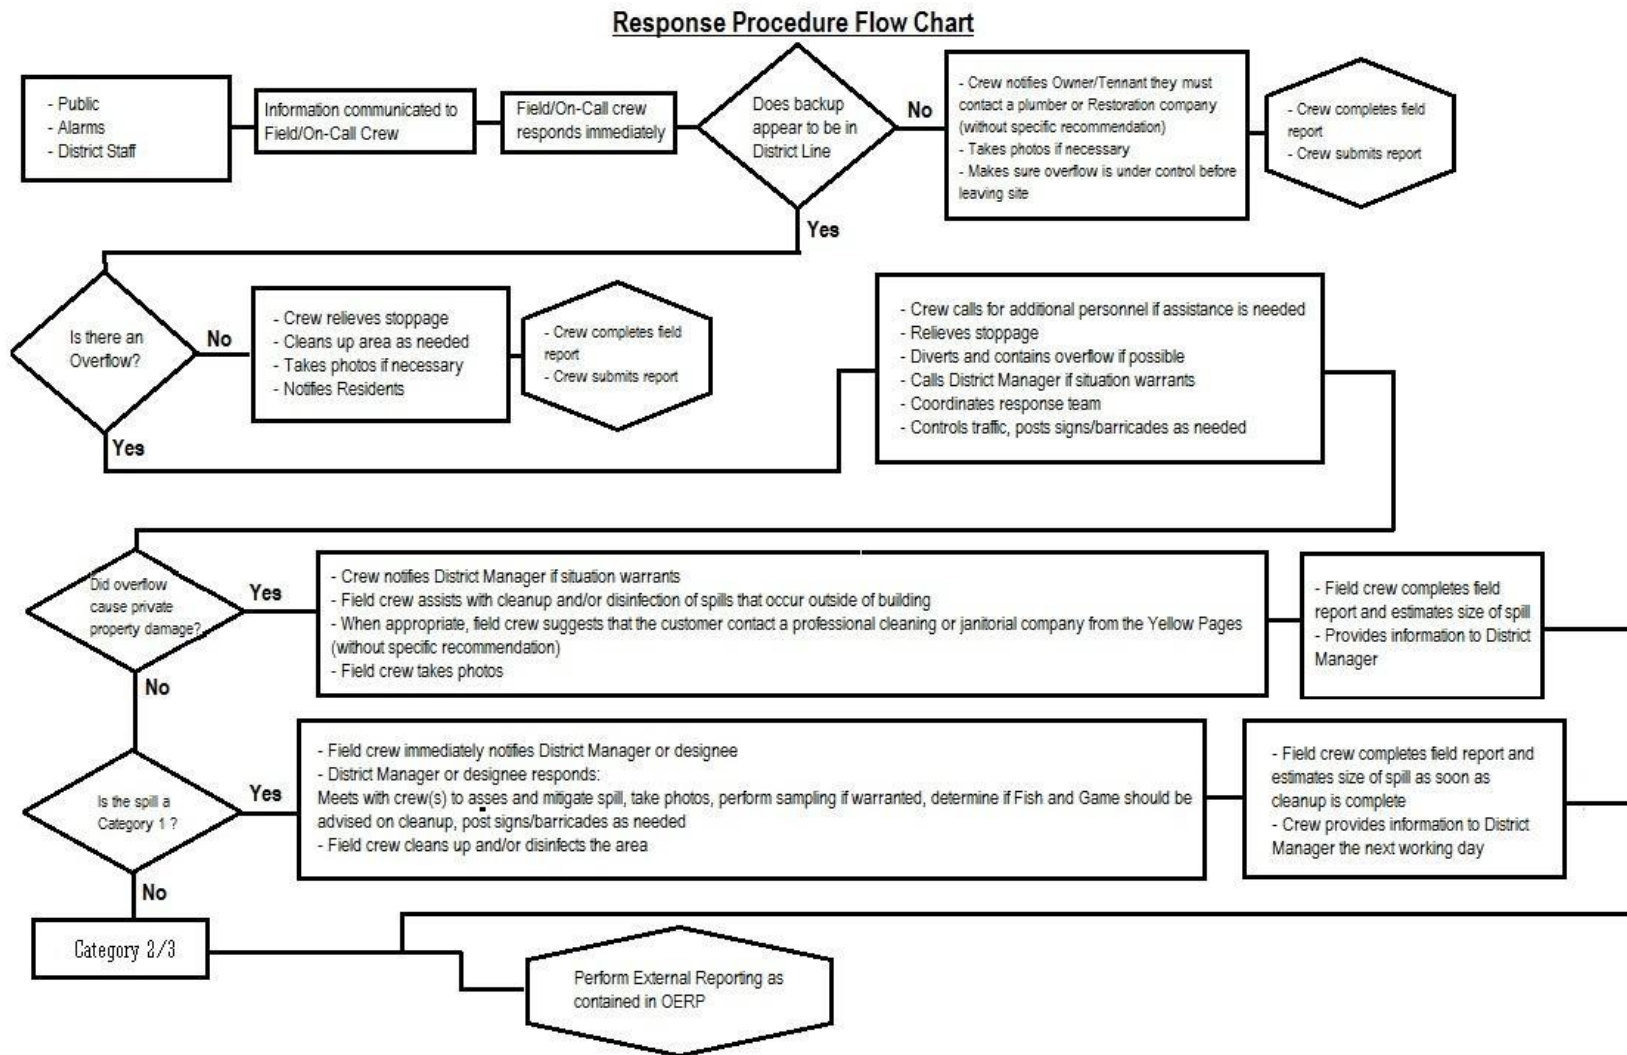 Response Procedure Flow Chart
- Public
- Alarms
- District Staff
Information communicated to
Field/On-Call Crew
Field/On-Call crew
responds immediately
Does backup
appear to be in
District Line
No
- Crew notifies Owner/Tennant they must
contact a plumber or Restoration company
(without specific recommendation)
- Takes photos if necessary
- Makes sure overflow is under control before
leaving site
- Crew completes field
report
- Crew submits report
Yes
Is there an
Overflow?
No
- Crew relieves stoppage
- Cleans up area as needed
- Takes photos if necessary
- Notifies Residents
- Crew completes field
report
- Crew submits report
Yes
- Crew calls for additional personnel if assistance is needed
- Relieves stoppage
- Diverts and contains overflow if possible
- Calls District Manager if situation warrants
- Coordinates response team
- Controls traffic, posts signs/barricades as needed
Did overflow
cause private
property damage?
Yes
- Crew notifies District Manager if situation warrants
- Field crew assists with cleanup and/or disinfection of spills that occur outside of building
- When appropriate, field crew suggests that the customer contact a professional cleaning or janitorial company from the Yellow Pages
(without specific recommendation)
- Field crew takes photos
- Field crew completes field
report and estimates size of spill
- Provides information to District
Manager
No
Is the spill a
Category 1 ?
Yes
- Field crew immediately notifies District Manager or designee
- District Manager or designee responds:
Meets with crew(s) to asses and mitigate spill, take photos, perform sampling if warranted, determine if Fish and Game should be
advised on cleanup, post signs/barricades as needed
- Field crew cleans up and/or disinfects the area
- Field crew completes field report and
estimates size of spill as soon as
cleanup is complete
- Crew provides information to District
Manager the next working day
No
Category 2/3
Perform External Reporting as
contained in OERP